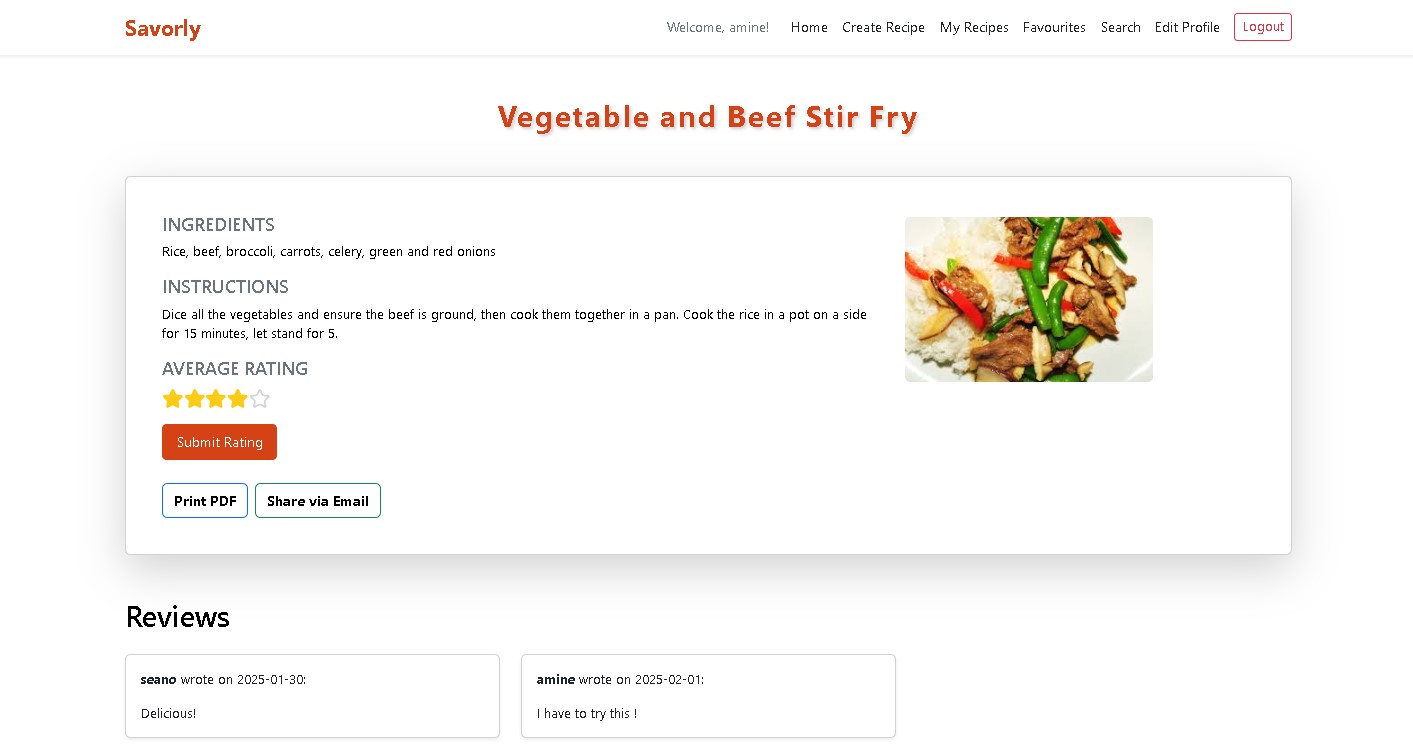 Savorly
Welcome, amine! Home Create Recipe My Recipes Favourites Search Edit Profile Logout
Vegetable and Beef Stir Fry
INGREDIENTS
Rice, beef, broccoli, carrots, celery, green and red onions
INSTRUCTIONS
Dice all the vegetables and ensure the beef is ground, then cook them together in a pan. Cook the rice in a pot on a side
for 15 minutes, let stand for 5.
AVERAGE RATING
Submit Rating
Print PDF Share via Email
Reviews
seano wrote on 2025-01-30:
Delicious!
amine wrote on 2025-02-01:
I have to try this !